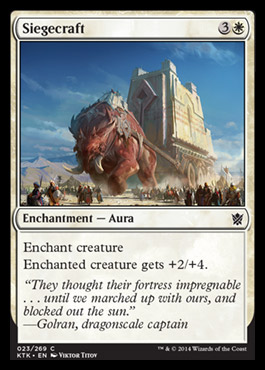 Siegecraft 3
Enchantment — Aura
Enchant creature
Enchanted creature gets +2/+4.
“They thought their fortress impregnable
. . . until we marched up with ours, and
blocked out the sun.”
—Golran, dragonscale captain
023/269 C
KTK • EN Viktor Titov ™ & © 2014 Wizards of the Coast